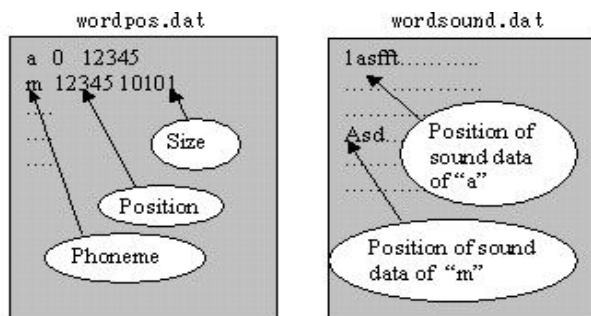 wordpos.dat
a 0 12345
m 12345 10101
....
....
....
Size
Position
Phoneme
wordsound.dat
1asfft............
....................
....................
Asd............
....................
....................
Position of
sound data
of “a”
Position of sound
data of “m”